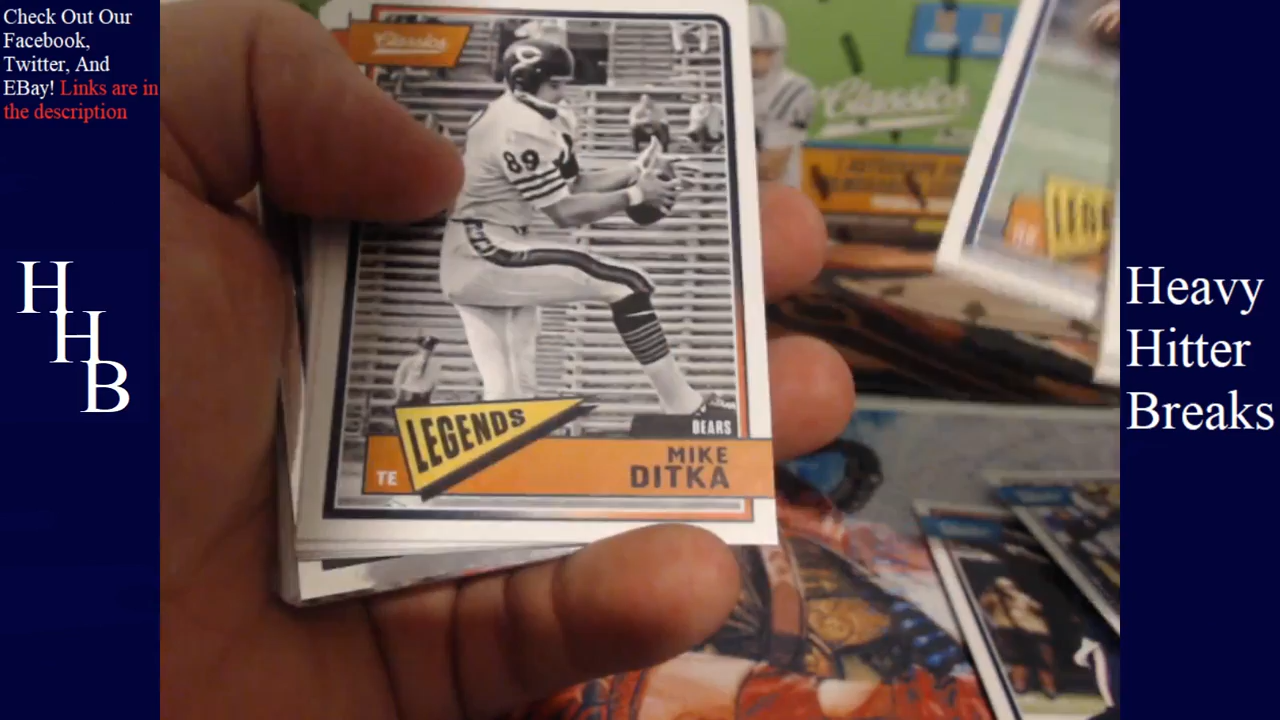 Check Out Our
Facebook,
Twitter, And
EBay! Links are in
the description
H
H
B
Heavy
Hitter
Breaks
Classics
89
LEGENDS
BEARS
MIKE
DITKA
TE
Classics